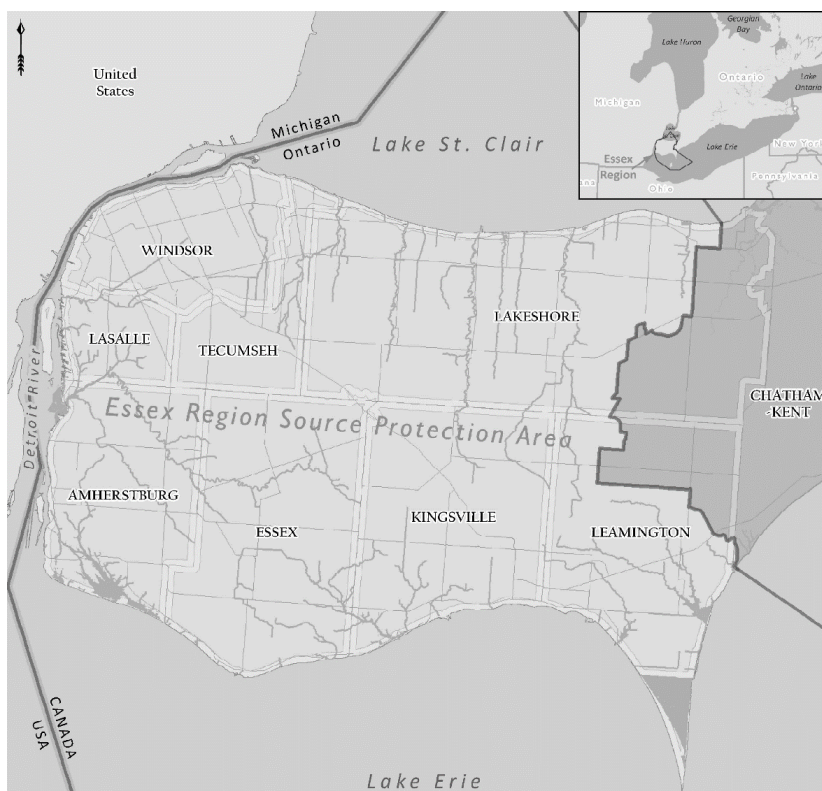 United
States
Michigan
Ontario
Lake St. Clair
Lake Huron
Georgian
Bay
Ontario
Lake
Ontario
Michigan
Lake Erie
New York
Essex
Region
Ohio
Pennsylvania
WINDSOR
LAKESHORE
LASALLE
TECUMSEH
CHATHAM
-KENT
Detroit River
Essex Region Source Protection Area
AMHERSTBURG
ESSEX
KINGSVILLE
LEAMINGTON
CANADA
USA
Lake Erie